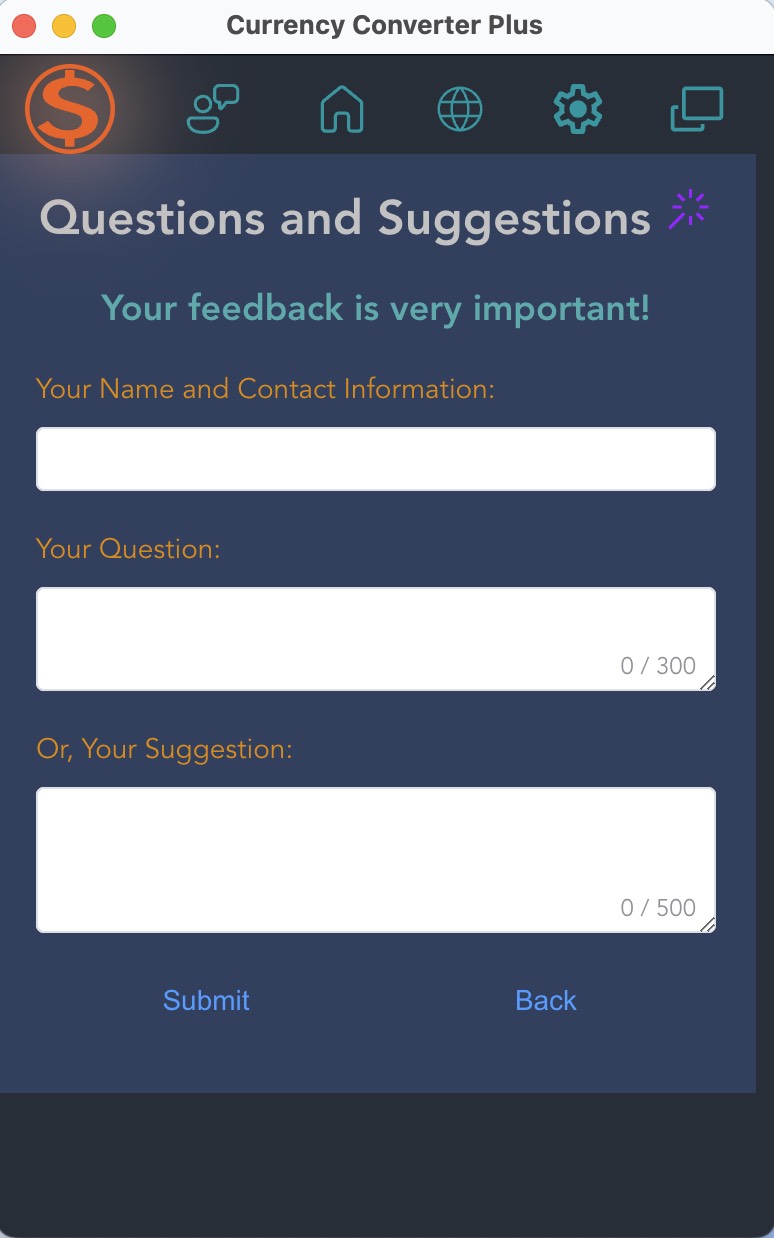 Currency Converter Plus
$
Questions and Suggestions
Your feedback is very important!
Your Name and Contact Information:
Your Question:
0 / 300
Or, Your Suggestion:
0 / 500
Submit Back